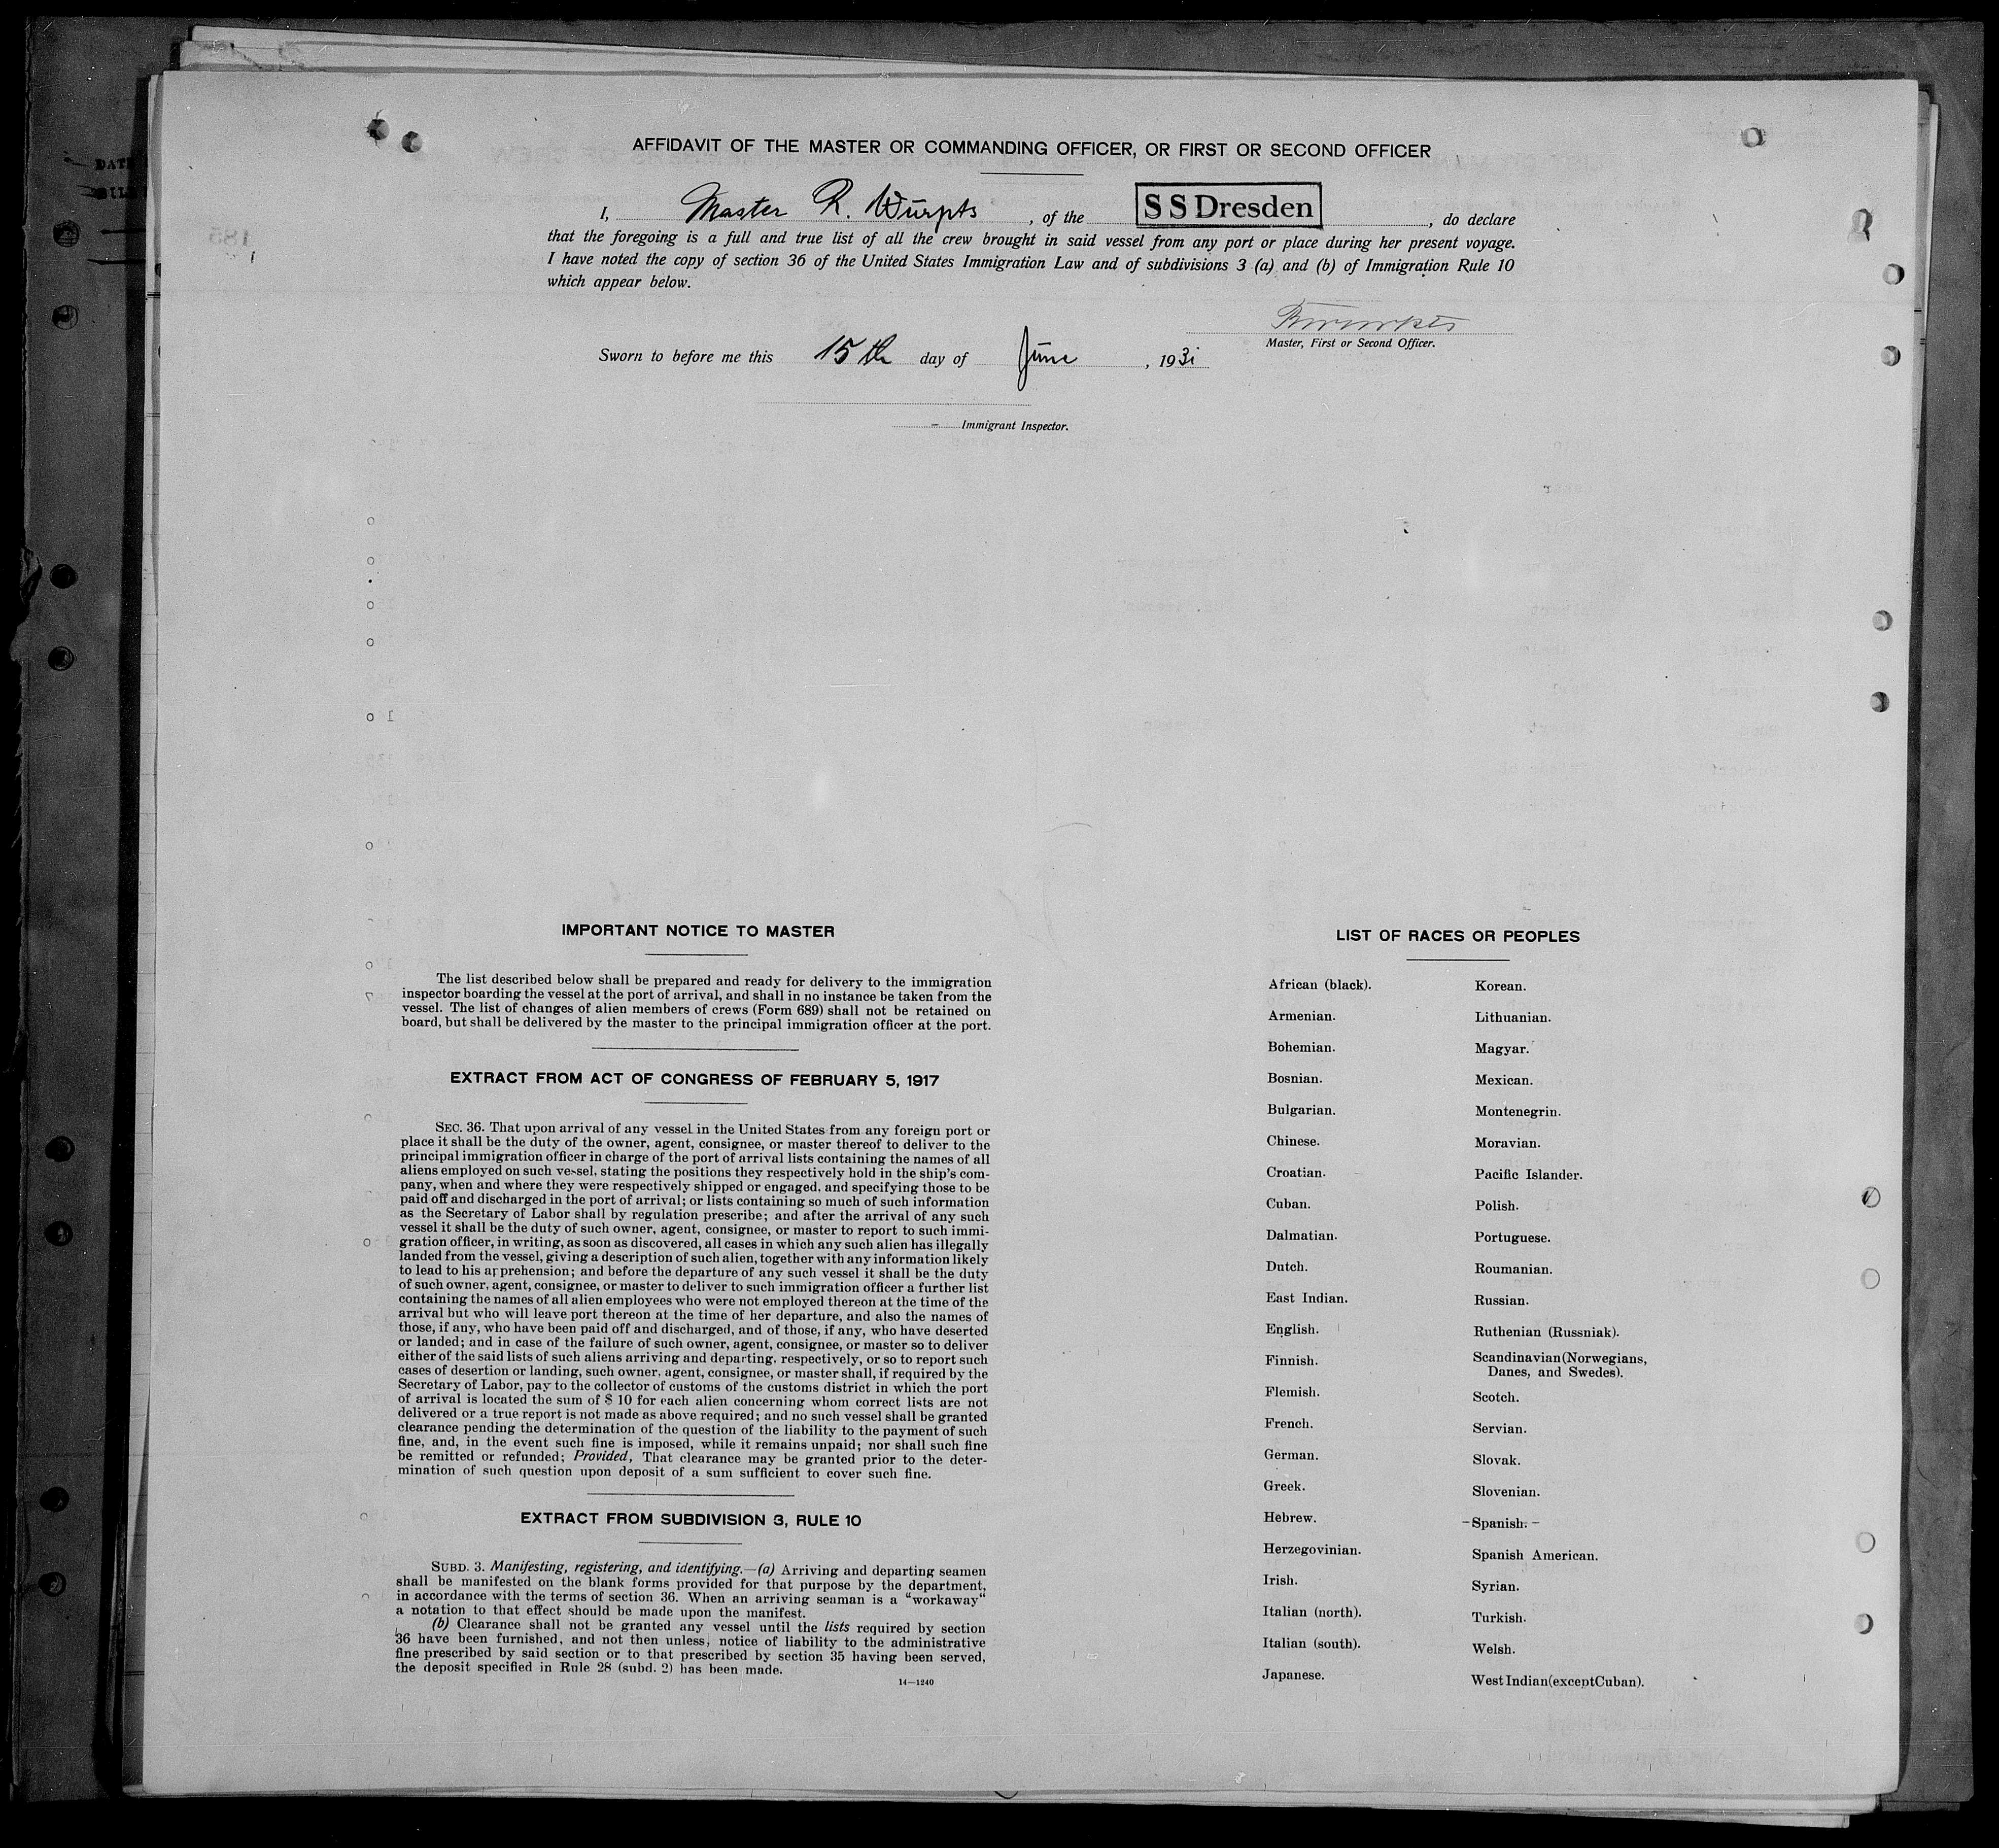 AFFIDAVIT OF THE MASTER OR COMMANDING OFFICER, OR FIRST OR SECOND OFFICER
I, Master R. Würpts, of the SS Dresden, do declare
that the foregoing is a full and true list of all the crew brought in said vessel from any port or place during her present voyage.
I have noted the copy of section 36 of the United States Immigration Law and of subdivisions 3 (a) and (b) of Immigration Rule 10
which appear below.
Master, First or Second Officer.
Sworn to before me this 15th day of June, 1931
Immigrant Inspector.
IMPORTANT NOTICE TO MASTER
The list described below shall be prepared and ready for delivery to the immigration
inspector boarding the vessel at the port of arrival, and shall in no instance be taken from the
vessel. The list of changes of alien members of crews (Form 689) shall not be retained on
board, but shall be delivered by the master to the principal immigration officer at the port.
EXTRACT FROM ACT OF CONGRESS OF FEBRUARY 5, 1917
SEC. 36. That upon arrival of any vessel in the United States from any foreign port or
place it shall be the duty of the owner, agent, consignee, or master thereof to deliver to the
principal immigration officer in charge of the port of arrival lists containing the names of all
aliens employed on such vessel, stating the positions they respectively hold in the ship's com-
pany, when and where they were respectively shipped or engaged, and specifying those to be
paid off and discharged in the port of arrival; or lists containing so much of such information
as the Secretary of Labor shall by regulation prescribe; and after the arrival of any such
vessel it shall be the duty of such owner, agent, consignee, or master to report to such immi-
gration officer, in writing, as soon as discovered, all cases in which any such alien has illegally
landed from the vessel, giving a description of such alien, together with any information likely
to lead to his apprehension; and before the departure of any such vessel it shall be the duty
of such owner, agent, consignee, or master to deliver to such immigration officer a further list
containing the names of all alien employees who were not employed thereon at the time of the
arrival but who will leave port thereon at the time of her departure, and also the names of
those, if any, who have been paid off and discharged, and of those, if any, who have deserted
or landed; and in case of the failure of such owner, agent, consignee, or master so to deliver
either of the said lists of such aliens arriving and departing, respectively, or so to report such
cases of desertion or landing, such owner, agent, consignee, or master shall, if required by the
Secretary of Labor, pay to the collector of customs of the customs district in which the port
of arrival is located the sum of $ 10 for each alien concerning whom correct lists are not
delivered or a true report is not made as above required; and no such vessel shall be granted
clearance pending the determination of the question of the liability to the payment of such
fine, and, in the event such fine is imposed, while it remains unpaid; nor shall such fine
be remitted or refunded; Provided, That clearance may be granted prior to the deter-
mination of such question upon deposit of a sum sufficient to cover such fine.
EXTRACT FROM SUBDIVISION 3, RULE 10
SUBD. 3. Manifesting, registering, and identifying.—(a) Arriving and departing seamen
shall be manifested on the blank forms provided for that purpose by the department,
in accordance with the terms of section 36. When an arriving seaman is a “workaway“
a notation to that effect should be made upon the manifest.
(b) Clearance shall not be granted any vessel until the lists required by section
36 have been furnished, and not then unless, notice of liability to the administrative
fine prescribed by said section or to that prescribed by section 35 having been served,
the deposit specified in Rule 28 (subd. 2) has been made.
14—1240
LIST OF RACES OR PEOPLES
African (black).
Armenian.
Bohemian.
Bosnian.
Bulgarian.
Chinese.
Croatian.
Cuban.
Dalmatian.
Dutch.
East Indian.
English.
Finnish.
Flemish.
French.
German.
Greek.
Hebrew.
Herzegovinian.
Irish.
Italian (north).
Italian (south).
Japanese.
Korean.
Lithuanian.
Magyar.
Mexican.
Montenegrin.
Moravian.
Pacific Islander.
Polish.
Portuguese.
Roumanian.
Russian.
Ruthenian (Russniak).
Scandinavian (Norwegians,
Danes, and Swedes).
Scotch.
Servian.
Slovak.
Slovenian.
Spanish.
Spanish American.
Syrian.
Turkish.
Welsh.
West Indian (except Cuban).